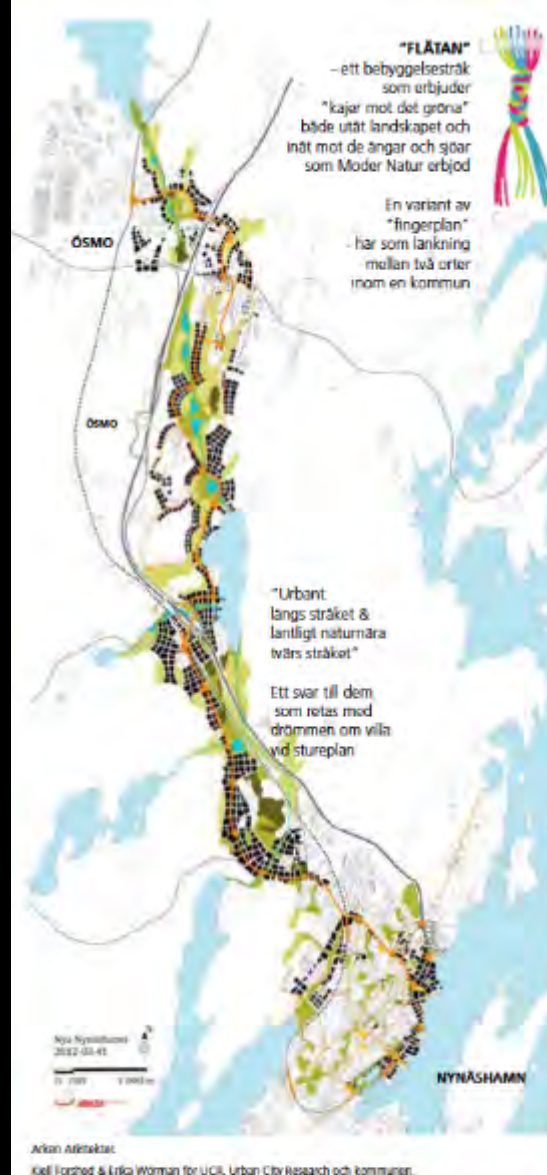 "FLÄTAN"
– ett bebyggelsestråk
som erbjuder
"kajer mot det gröna"
både utåt landskapet och
inåt mot de ängar och sjöar
som Moder Natur erbjöd
En variant av
"fingerplan"
- här som länkning
mellan två orter
inom en kommun
ÖSMO
ÖSMO
"Urbant
längs stråket &
lantligt naturnära
tvärs stråket"
Ett svar till dem
som retas med
drömmen om villa
vid stureplan
Nya Nynäshamn
NYNÄSHAMN
Arken Arkitekter.
Kjell Forshed & Erika Wörman för UCR, Urban City Research och kommunen.